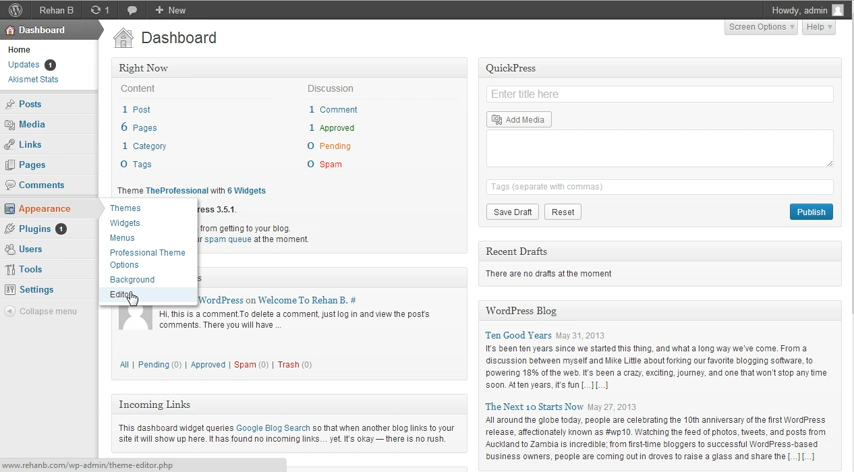 Rehan B 1 + New Howdy, admin
Screen Options Help
Dashboard
Home
Updates 1
Akismet Stats
Posts
Media
Links
Pages
Comments
Appearance
Plugins 1
Users
Tools
Settings
Collapse menu
Themes
Widgets
Menus
Professional Theme
Options
Background
Editor
Dashboard
Right Now
Content Discussion
1 Post 1 Comment
6 Pages 1 Approved
1 Category 0 Pending
0 Tags 0 Spam
Theme TheProfessional with 6 Widgets
ress 3.5.1.
from getting to your blog.
ur spam queue at the moment.
s
WordPress on Welcome To Rehan B. #
Hi, this is a comment.To delete a comment, just log in and view the post's
comments. There you will have ...
All | Pending (0) | Approved | Spam (0) | Trash (0)
Incoming Links
This dashboard widget queries Google Blog Search so that when another blog links to your
site it will show up here. It has found no incoming links… yet. It's okay — there is no rush.
QuickPress
Enter title here
Add Media
Tags (separate with commas)
Save Draft Reset Publish
Recent Drafts
There are no drafts at the moment
WordPress Blog
Ten Good Years May 31, 2013
It's been ten years since we started this thing, and what a long way we've come. From a
discussion between myself and Mike Little about forking our favorite blogging software, to
powering 18% of the web. It's been a crazy, exciting, journey, and one that won't stop any time
soon. At ten years, it's fun […] […]
The Next 10 Starts Now May 27, 2013
All around the globe today, people are celebrating the 10th anniversary of the first WordPress
release, affectionately known as #wp10. Watching the feed of photos, tweets, and posts from
Auckland to Zambia is incredible; from first-time bloggers to successful WordPress-based
business owners, people are coming out in droves to raise a glass and share the […] […]
www.rehanb.com/wp-admin/theme-editor.php